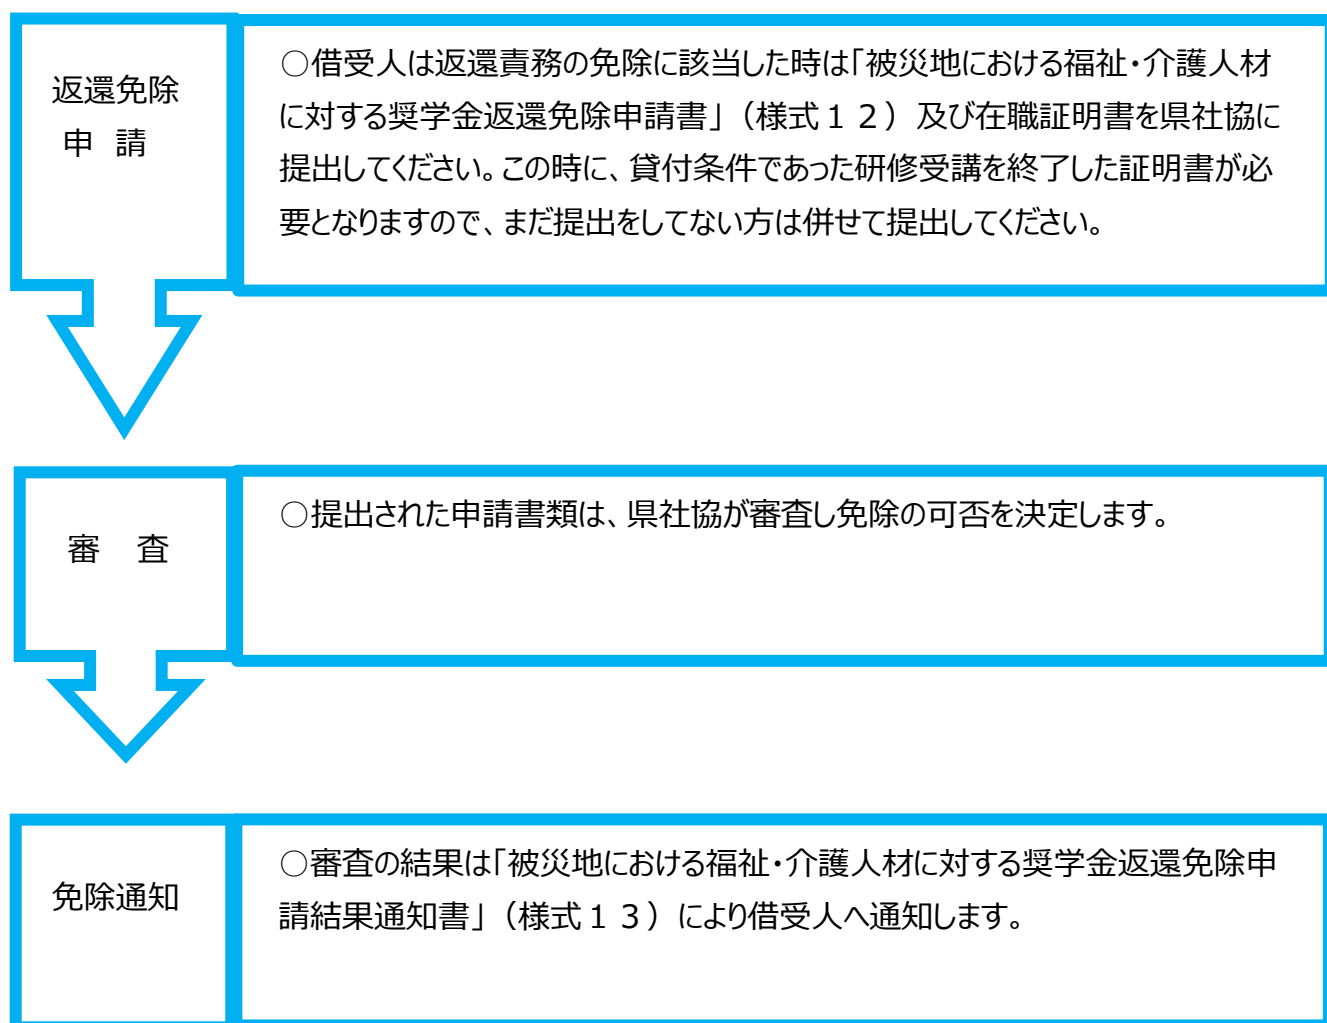 返還免除
申 請
○借受人は返還責務の免除に該当した時は「被災地における福祉・介護人材
に対する奨学金返還免除申請書」（様式１２）及び在職証明書を県社協に
提出してください。この時に、貸付条件であった研修受講を終了した証明書が必
要となりますので、まだ提出をしてない方は併せて提出してください。
審　査
○提出された申請書類は、県社協が審査し免除の可否を決定します。
免除通知
○審査の結果は「被災地における福祉・介護人材に対する奨学金返還免除申
請結果通知書」（様式１３）により借受人へ通知します。